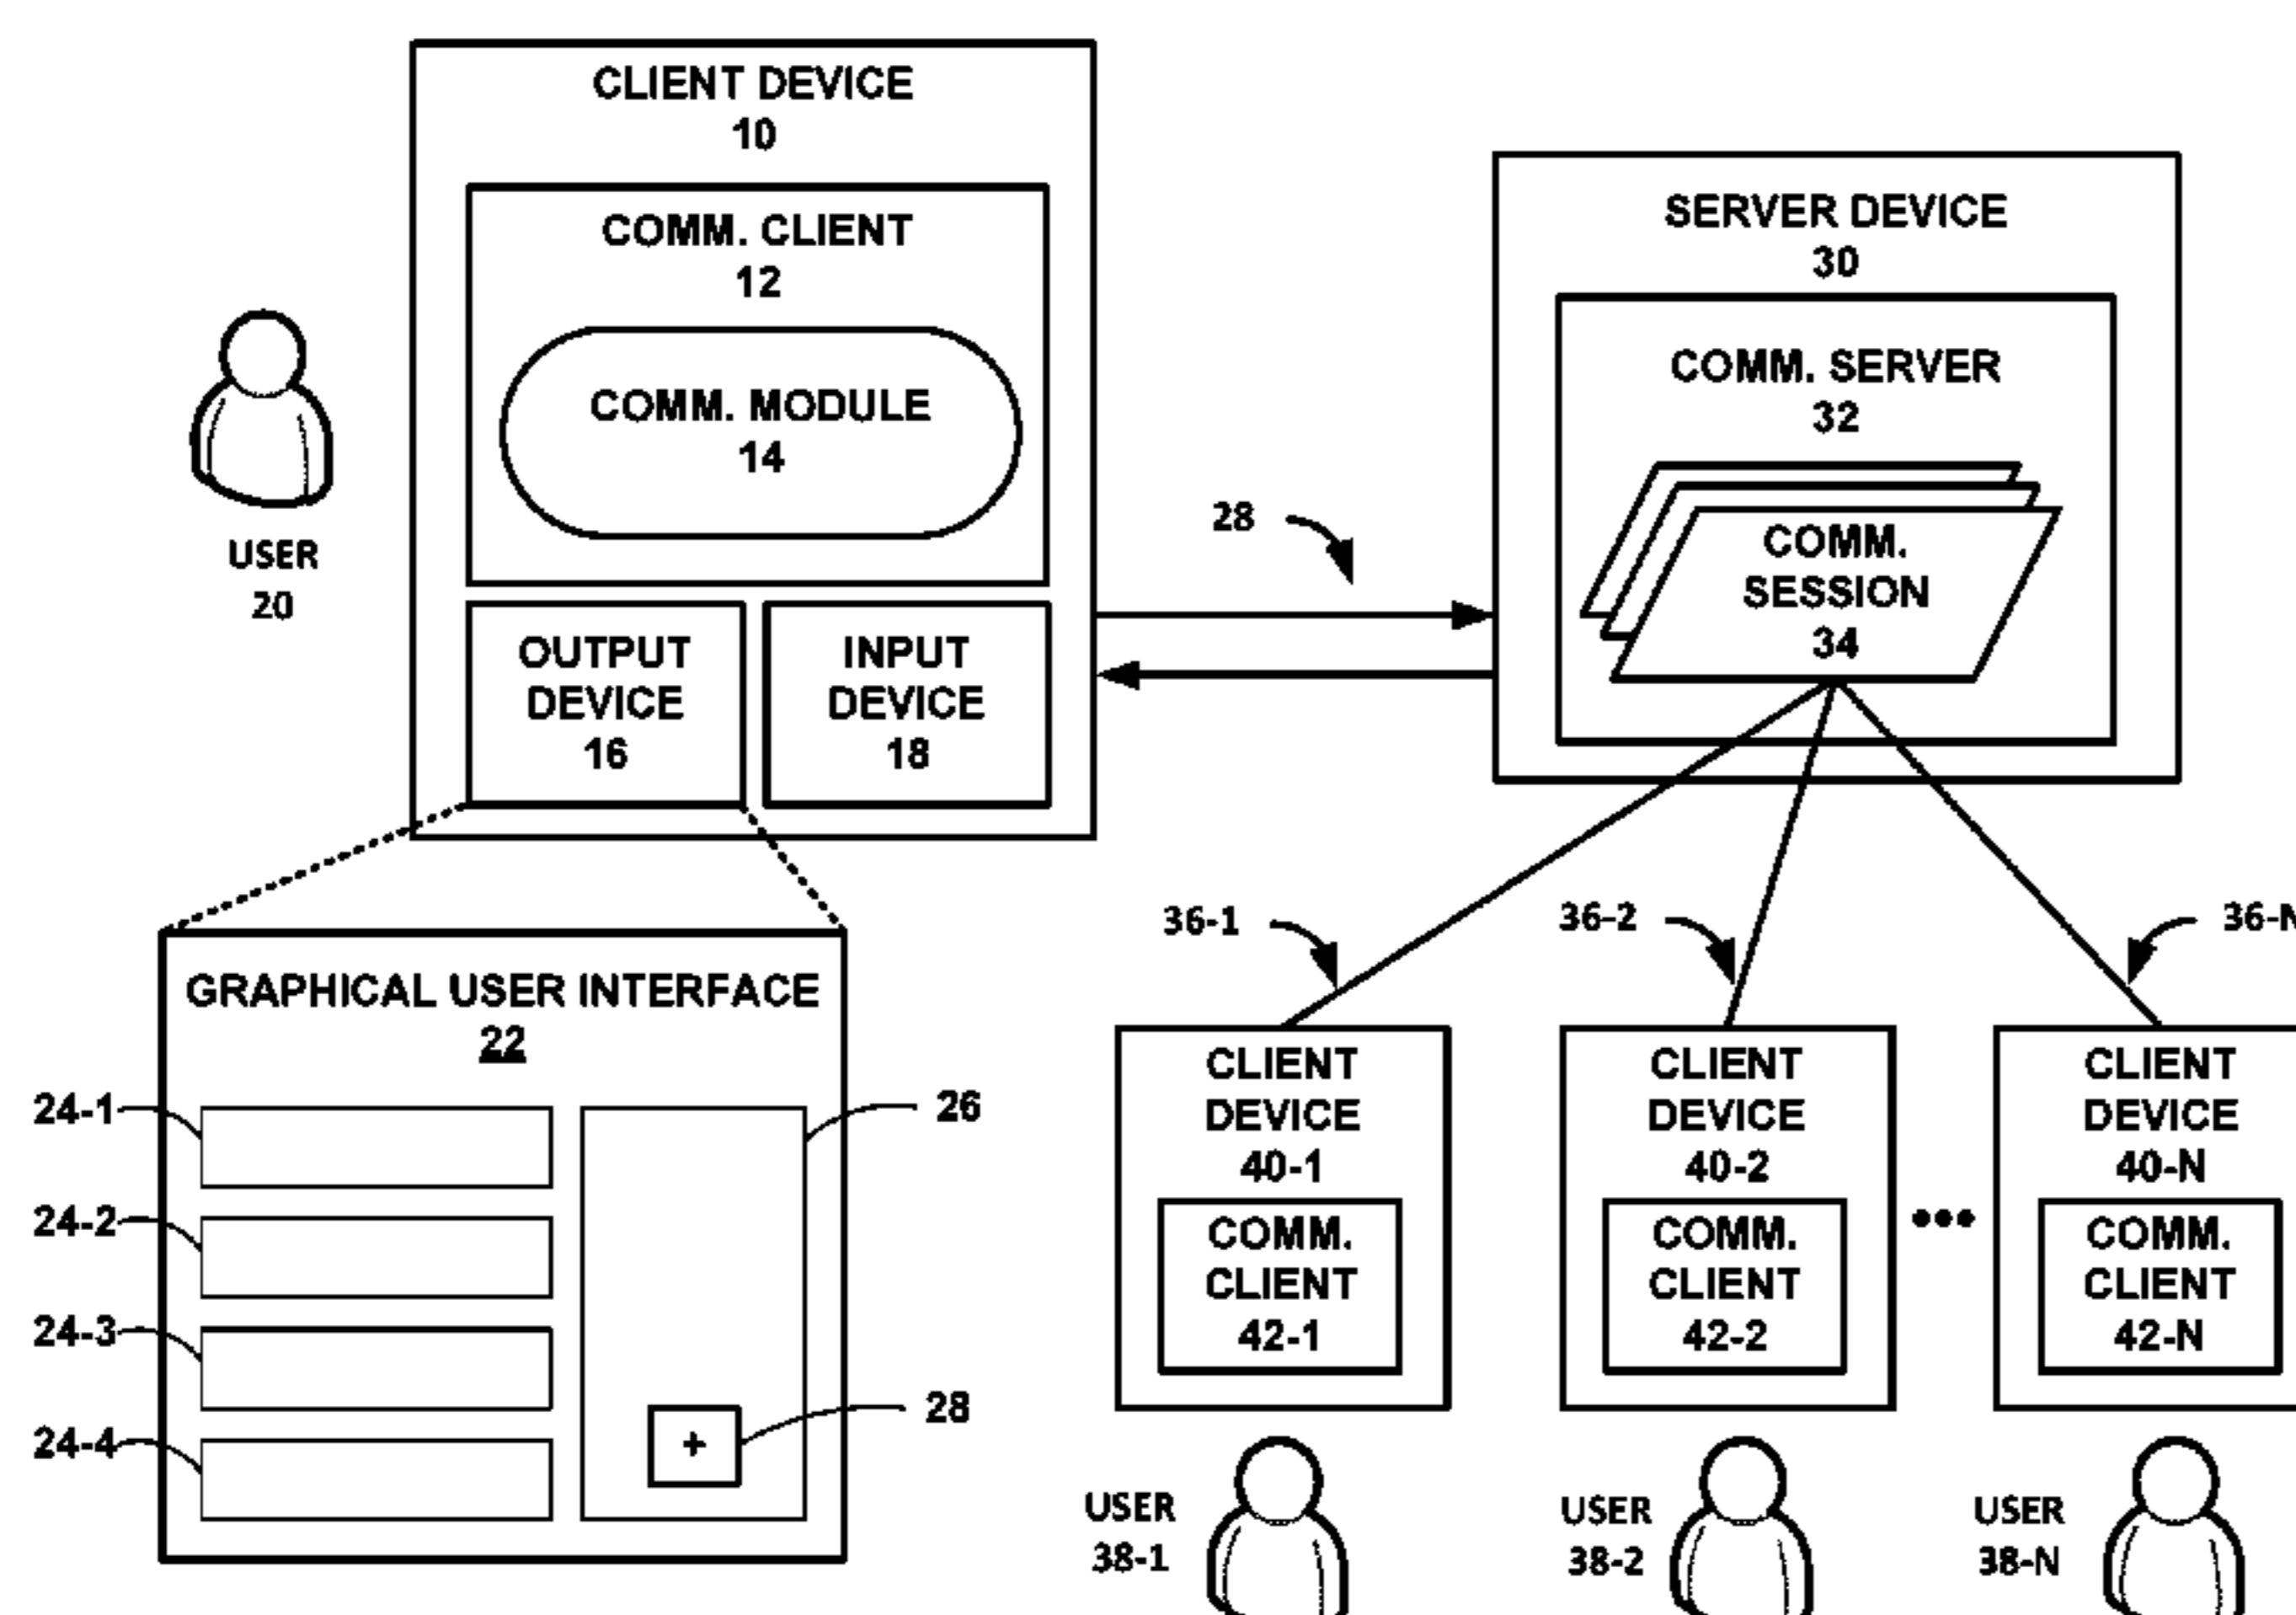 CLIENT DEVICE
10
COMM. CLIENT
12
COMM. MODULE
14
OUTPUT
DEVICE
16
INPUT
DEVICE
18
USER
20
28
SERVER DEVICE
30
COMM. SERVER
32
COMM.
SESSION
34
GRAPHICAL USER INTERFACE
22
24-1
24-2
24-3
24-4
26
+
28
36-1
36-2
36-N
CLIENT
DEVICE
40-1
COMM.
CLIENT
42-1
CLIENT
DEVICE
40-2
COMM.
CLIENT
42-2
•••
CLIENT
DEVICE
40-N
COMM.
CLIENT
42-N
USER
38-1
USER
38-2
USER
38-N